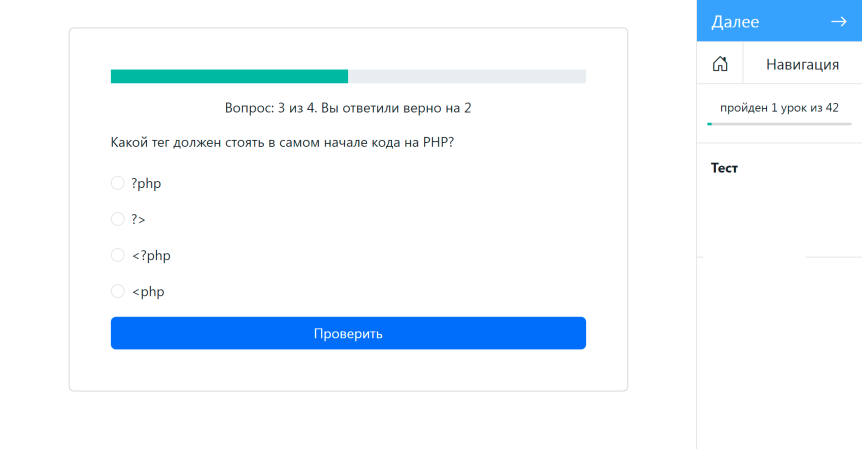 Вопрос: 3 из 4. Вы ответили верно на 2
Какой тег должен стоять в самом начале кода на PHP?
?php
?>
<?php
<php
Проверить
Далее
Навигация
пройден 1 урок из 42
Тест